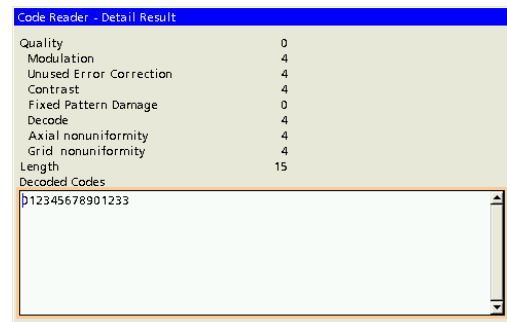 Code Reader - Detail Result
Quality 0
Modulation 4
Unused Error Correction 4
Contrast 4
Fixed Pattern Damage 0
Decode 4
Axial nonuniformity 4
Grid nonuniformity 4
Length 15
Decoded Codes
012345678901233